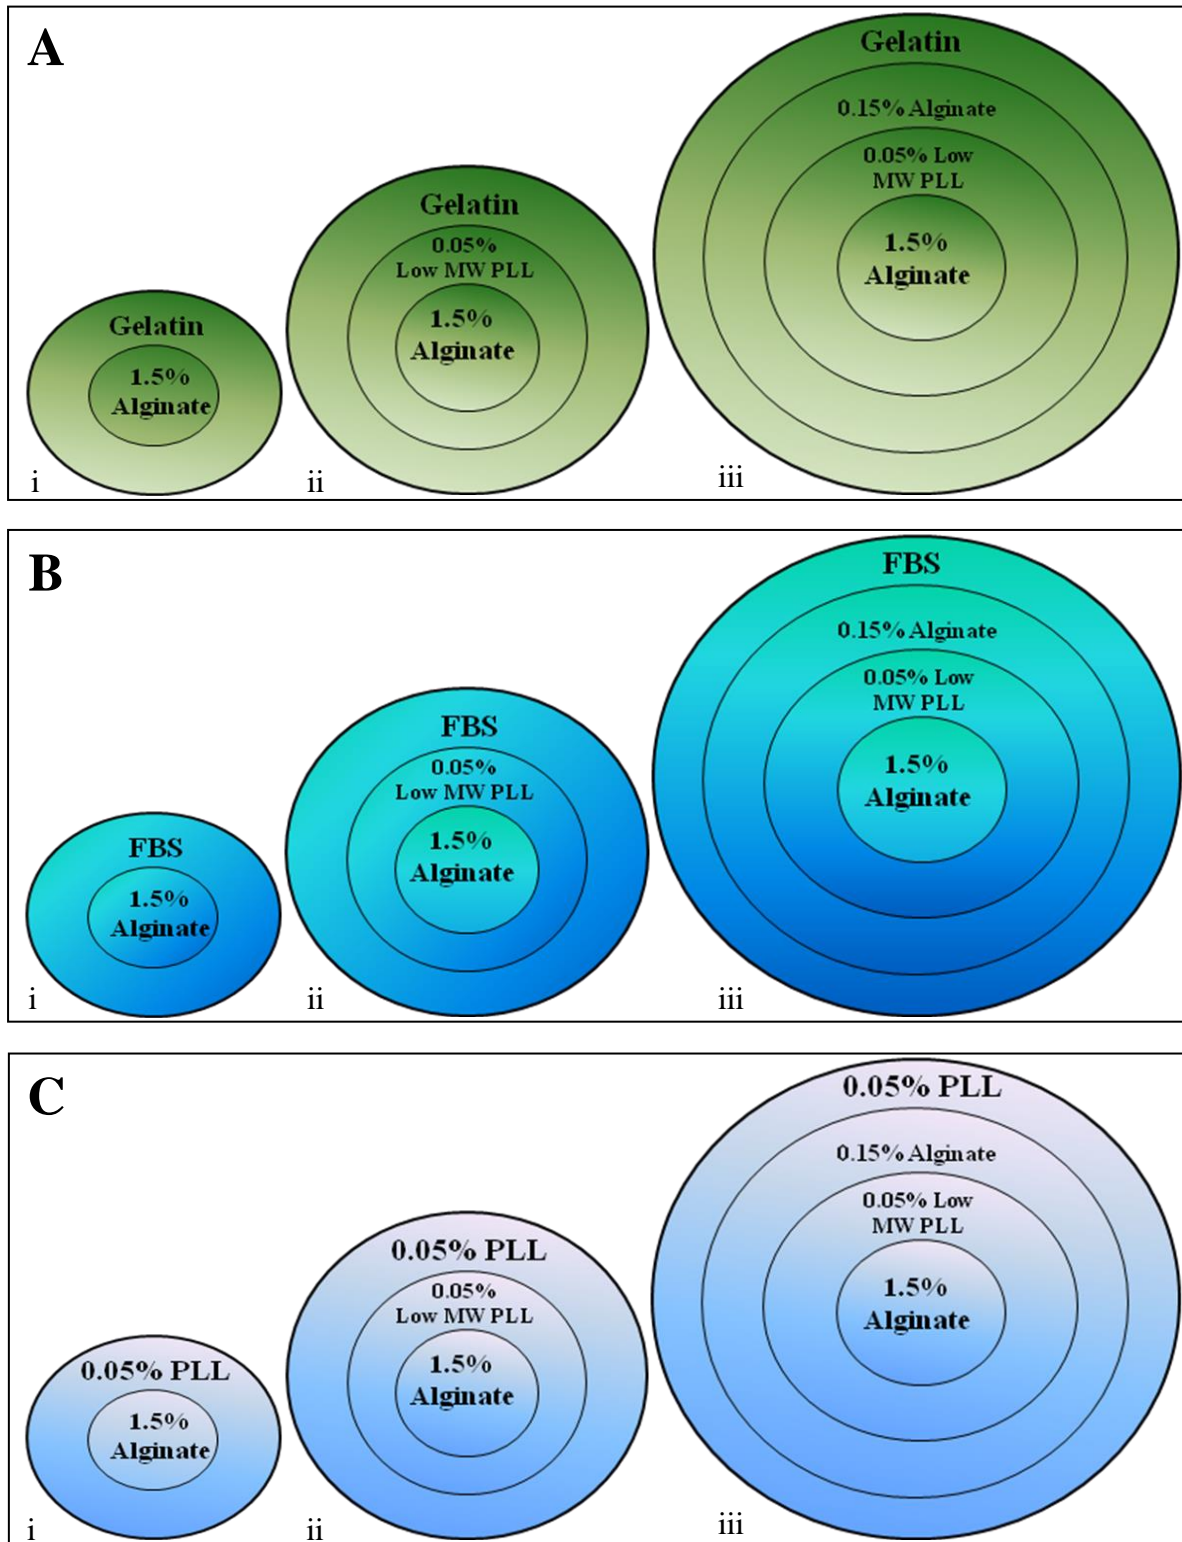 A
Gelatin
1.5%
Alginate
i
Gelatin
0.05%
Low MW PLL
1.5%
Alginate
ii
Gelatin
0.15% Alginate
0.05% Low
MW PLL
1.5%
Alginate
iii
B
FBS
1.5%
Alginate
i
FBS
0.05%
Low MW PLL
1.5%
Alginate
ii
FBS
0.15% Alginate
0.05% Low
MW PLL
1.5%
Alginate
iii
C
0.05% PLL
1.5%
Alginate
i
0.05% PLL
0.05%
Low MW PLL
1.5%
Alginate
ii
0.05% PLL
0.15% Alginate
0.05% Low
MW PLL
1.5%
Alginate
iii